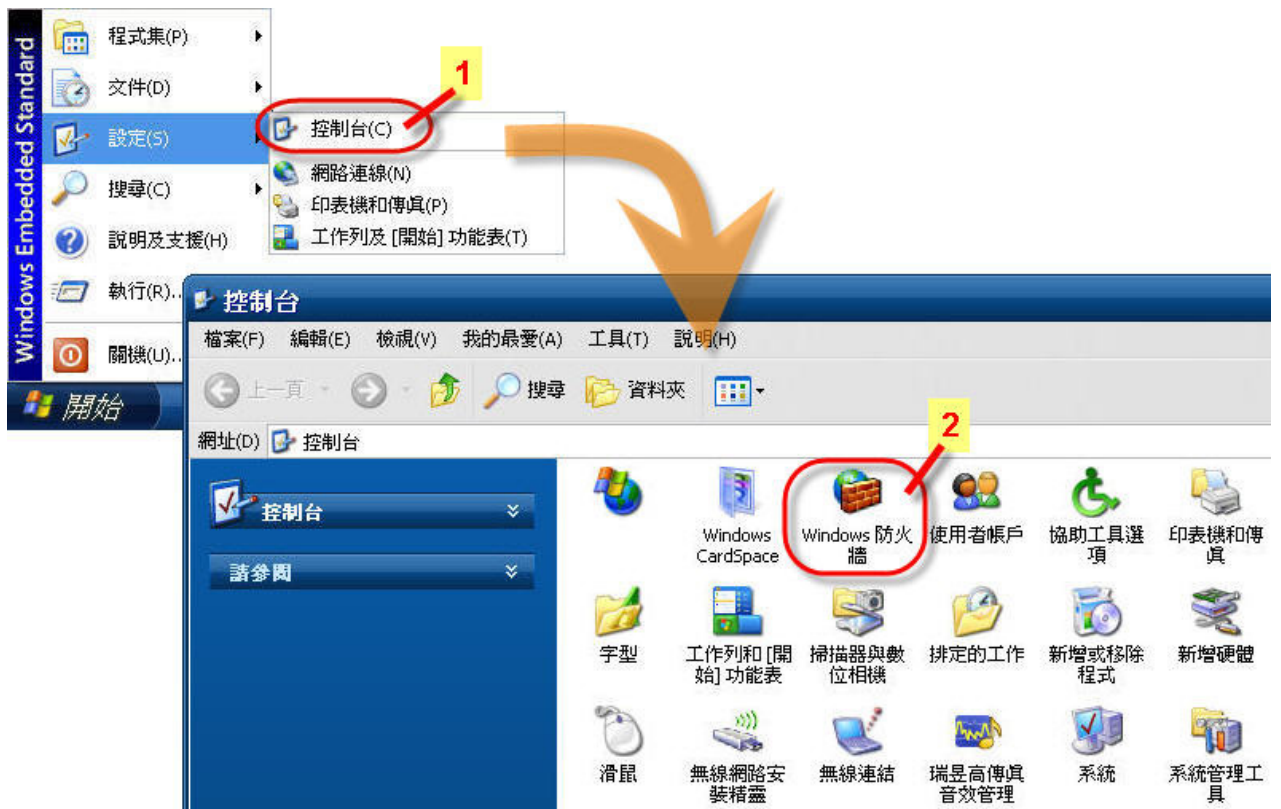 Windows Embedded Standard
程式集(P)
文件(D)
設定(S)
搜尋(C)
說明及支援(H)
執行(R)..
關機(U)..
開始
1
控制台(C)
網路連線(N)
印表機和傳真(P)
工作列及 [開始] 功能表(T)
控制台
檔案(F) 編輯(E) 檢視(V) 我的最愛(A) 工具(T) 說明(H)
上一頁 搜尋 資料夾
網址(D) 控制台
2
控制台
請參閱
Windows
CardSpace
Windows 防火
牆
使用者帳戶
協助工具選
項
印表機和傳
真
字型
工作列和 [開
始] 功能表
掃描器與數
位相機
排定的工作
新增或移除
程式
新增硬體
滑鼠
無線網路安
裝精靈
無線連結
瑞昱高傳真
音效管理
系統
系統管理工
具